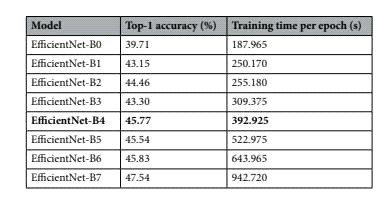 Model Top-1 accuracy (%) Training time per epoch (s)
EfficientNet-B0 39.71 187.965
EfficientNet-B1 43.15 250.170
EfficientNet-B2 44.46 255.180
EfficientNet-B3 43.30 309.375
EfficientNet-B4 45.77 392.925
EfficientNet-B5 45.54 522.975
EfficientNet-B6 45.83 643.965
EfficientNet-B7 47.54 942.720